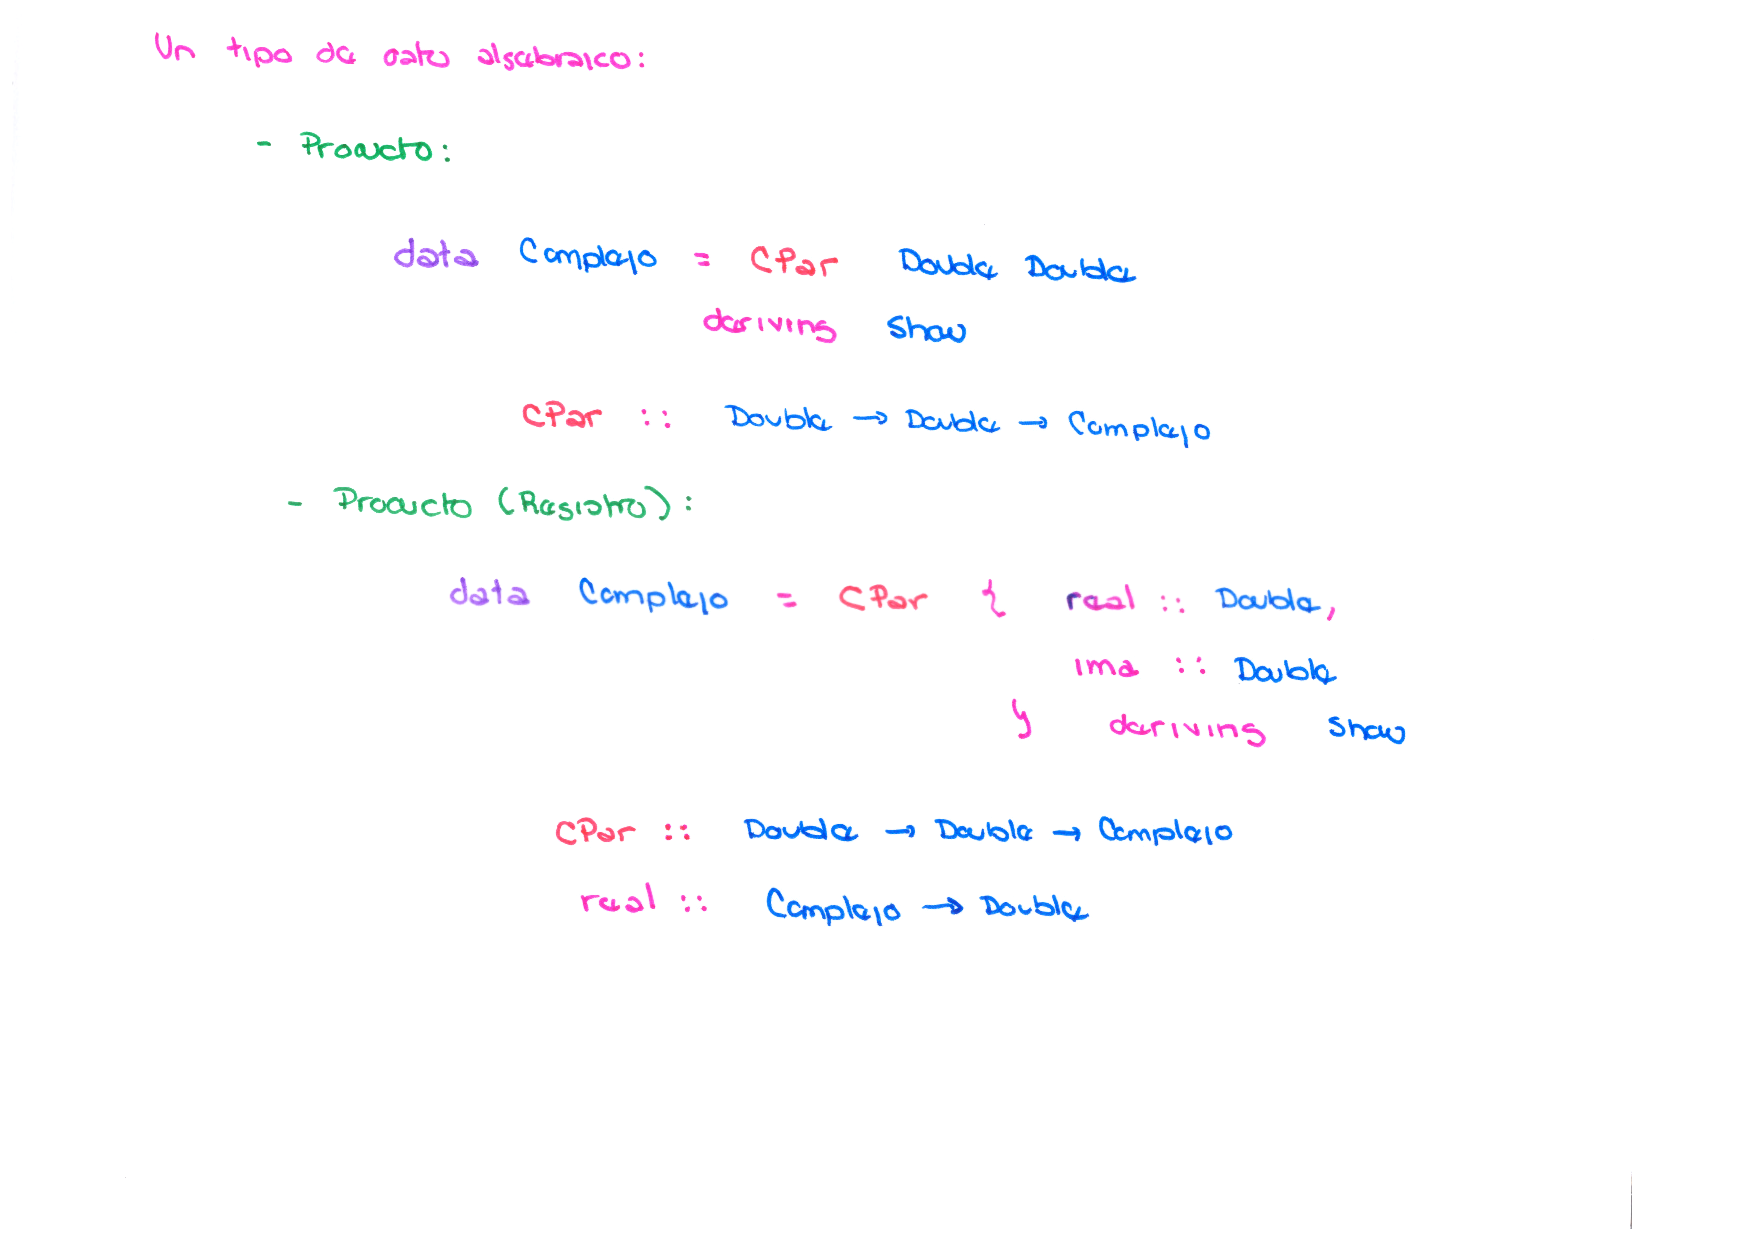 Un tipo de dato algebraico:
- Producto:
data Complejo = CPar Double Double
deriving Show
CPar :: Double → Double → Complejo
- Producto (Registro):
data Complejo = CPar { real :: Double,
ima :: Double
} deriving Show
CPar :: Double → Double → Complejo
real :: Complejo → Double